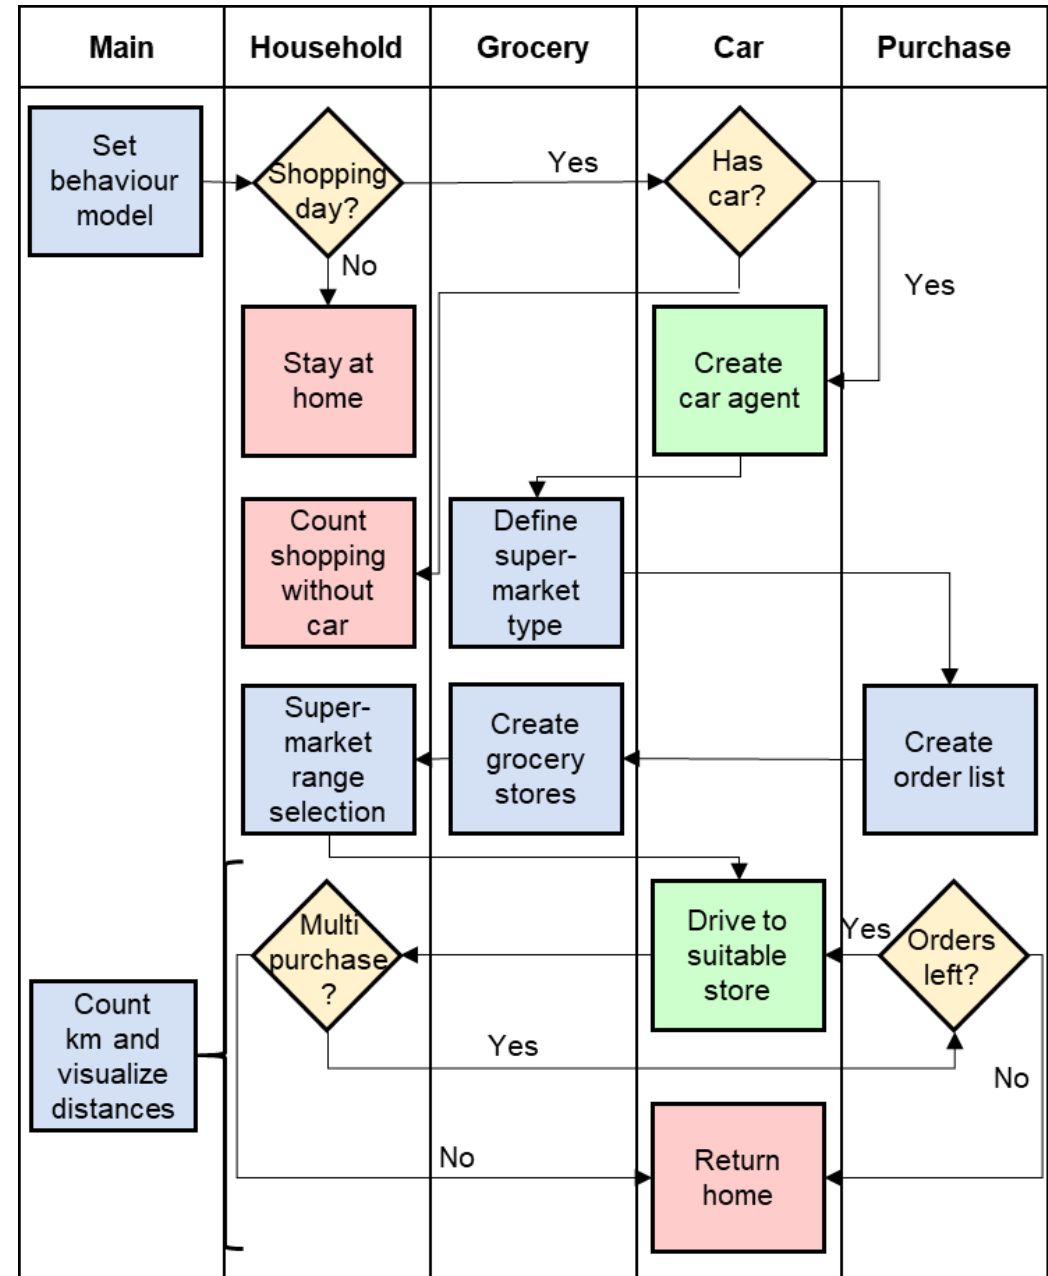 Main
Household
Grocery
Car
Purchase
Set
behaviour
model
Shopping
day?
Yes
Has
car?
Yes
No
Stay at
home
Create
car agent
Count
shopping
without
car
Define
super-
market
type
Super-
market
range
selection
Create
grocery
stores
Create
order list
Multi
purchase
?
Drive to
suitable
store
Yes
Orders
left?
Count
km and
visualize
distances
Yes
No
No
Return
home